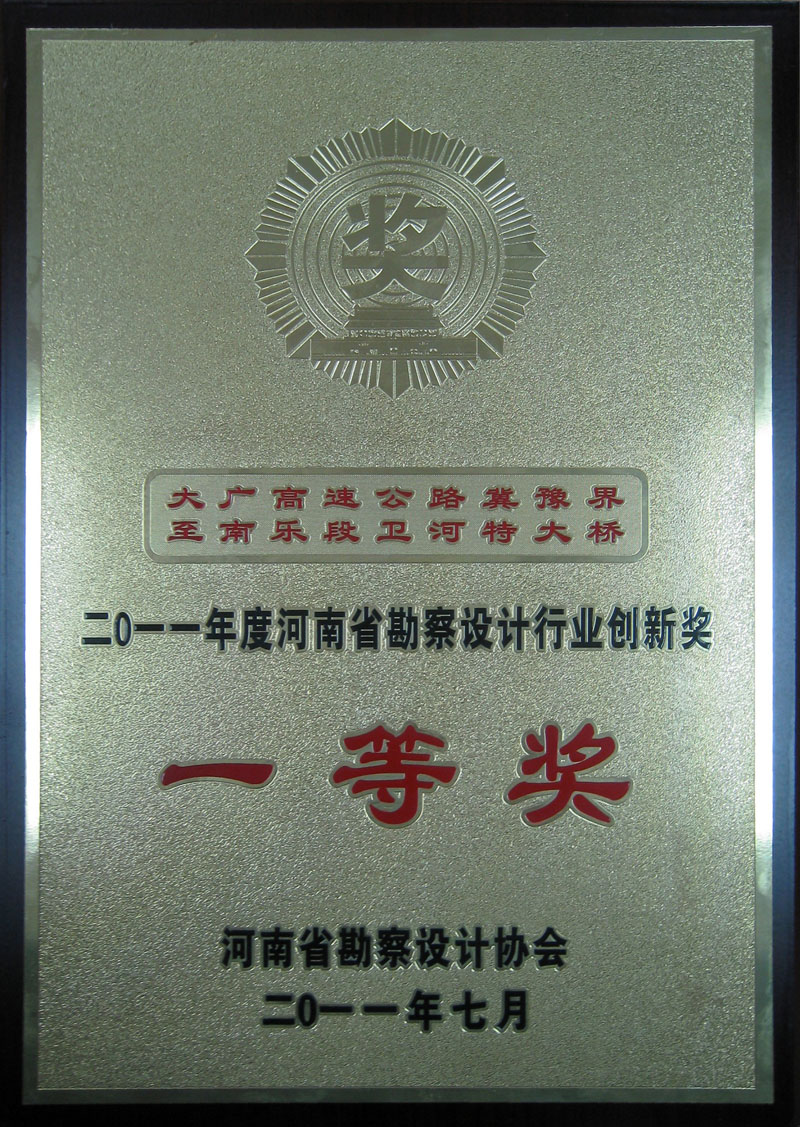 奖
大广高速公路冀豫界
至南乐段卫河特大桥
二0一一年度河南省勘察设计行业创新奖
一等奖
河南省勘察设计协会
二0一一年七月